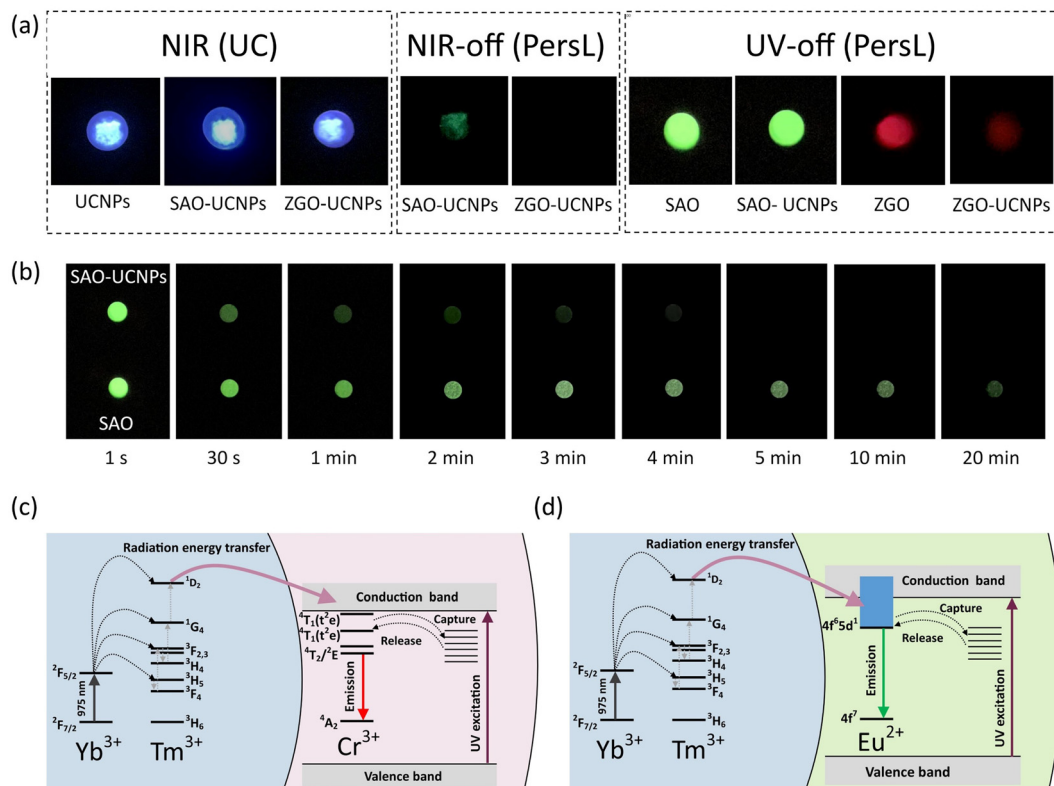 (a)
NIR (UC)
NIR-off (PersL)
UV-off (PersL)
UCNPs
SAO-UCNPs
ZGO-UCNPs
SAO-UCNPs
ZGO-UCNPs
SAO
SAO- UCNPs
ZGO
ZGO-UCNPs
(b)
SAO-UCNPs
SAO
1 s
30 s
1 min
2 min
3 min
4 min
5 min
10 min
20 min
(c)
Radiation energy transfer
¹D₂
¹G₄
³F₂,₃
³H₄
³H₅
³F₄
³H₆
²F₅/₂
975 nm
²F₇/₂
Yb³⁺
Tm³⁺
Conduction band
⁴T₁(t²e)
⁴T₁(t²e)
⁴T₂/²E
Capture
Release
Emission
⁴A₂
Cr³⁺
UV excitation
Valence band
(d)
Radiation energy transfer
¹D₂
¹G₄
³F₂,₃
³H₄
³H₅
³F₄
³H₆
²F₅/₂
975 nm
²F₇/₂
Yb³⁺
Tm³⁺
Conduction band
4f⁶5d¹
Capture
Release
Emission
4f⁷
Eu²⁺
UV excitation
Valence band